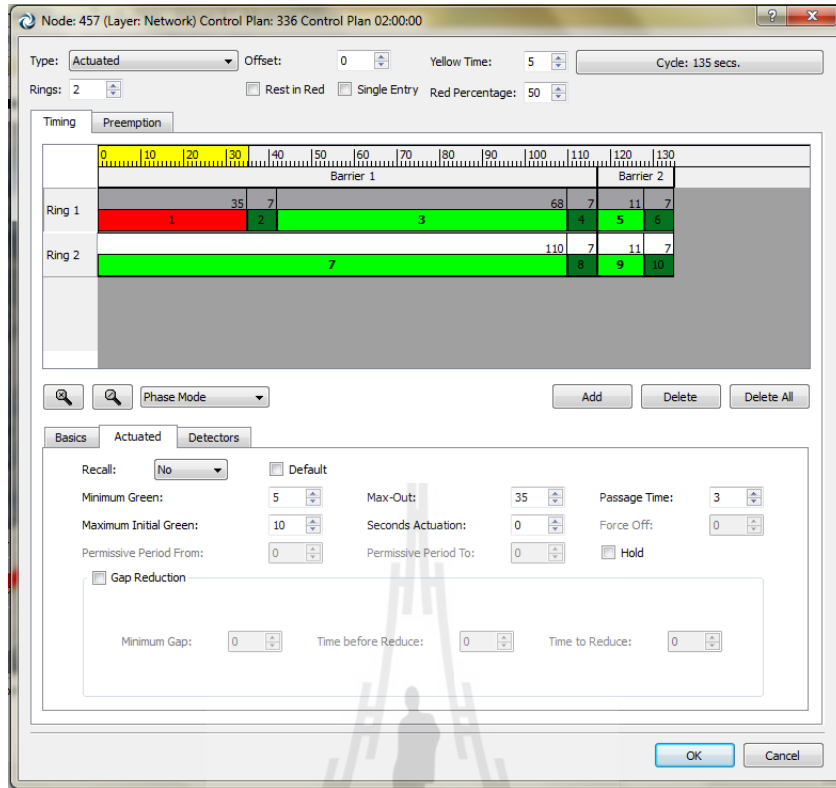 Node: 457 (Layer: Network) Control Plan: 336 Control Plan 02:00:00
Type: Actuated Offset: 0 Yellow Time: 5 Cycle: 135 secs.
Rings: 2 Rest in Red Single Entry Red Percentage: 50
Timing Preemption
0 10 20 30 40 50 60 70 80 90 100 110 120 130
Barrier 1 Barrier 2
35 7 68 7 11 7
Ring 1
1 2 3 4 5 6
110 7 11 7
Ring 2
7 8 9 10
Phase Mode Add Delete Delete All
Basics Actuated Detectors
Recall: No Default
Minimum Green: 5 Max-Out: 35 Passage Time: 3
Maximum Initial Green: 10 Seconds Actuation: 0 Force Off: 0
Permissive Period From: 0 Permissive Period To: 0 Hold
Gap Reduction
Minimum Gap: 0 Time before Reduce: 0 Time to Reduce: 0
OK Cancel